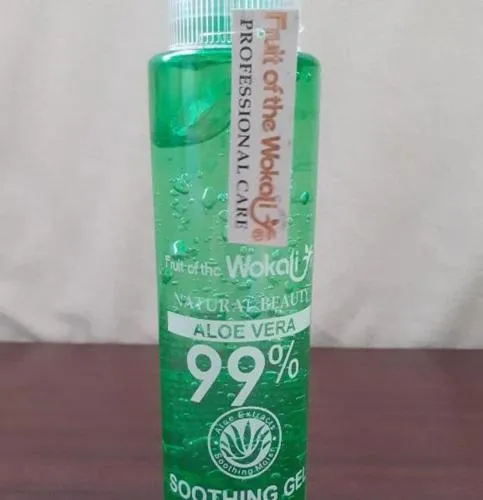 Fruit of the Wokali
PROFESSIONAL CARE
®
Fruit of the Wokali
NATURAL BEAUTY
ALOE VERA
99%
Aloe Extracts
Soothing Moist
SOOTHING GEL